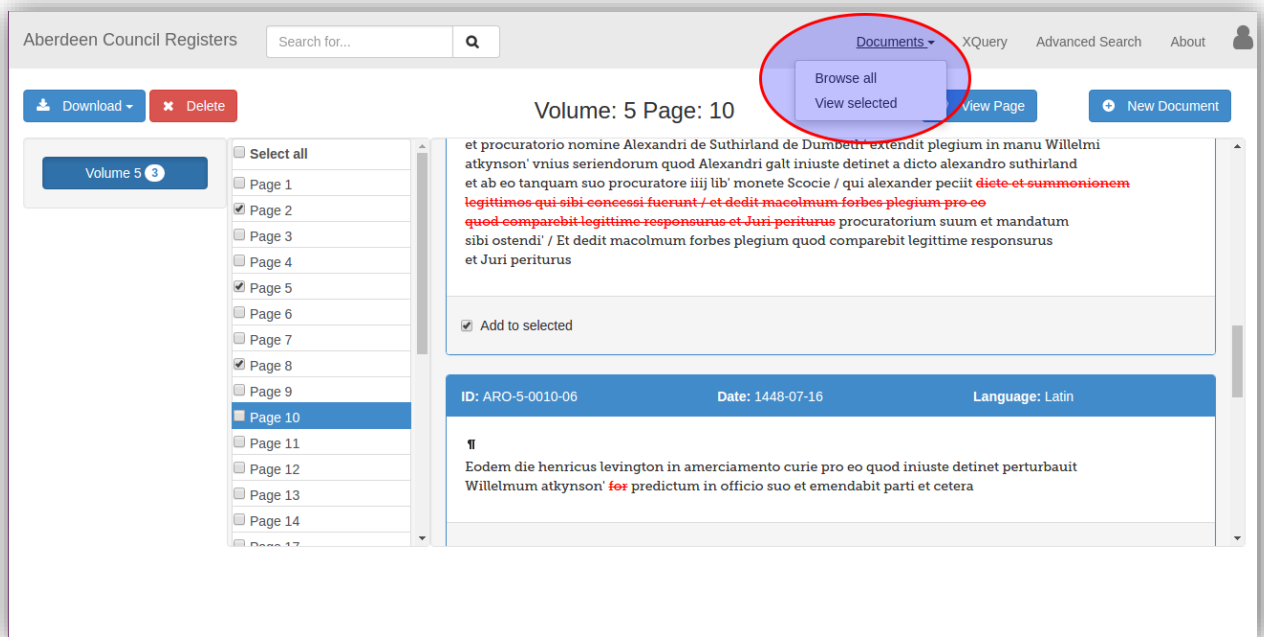 Aberdeen Council Registers
Search for...
Documents
XQuery
Advanced Search
About
Browse all
View selected
Download
Delete
Volume: 5 Page: 10
View Page
New Document
Volume 5 3
Select all
Page 1
Page 2
Page 3
Page 4
Page 5
Page 6
Page 7
Page 8
Page 9
Page 10
Page 11
Page 12
Page 13
Page 14
Page 17
et procuratorio nomine Alexandri de Suthirland de Dumbeth' extendit plegium in manu Willelmi
atkynson' vnius seriendorum quod Alexandri galt iniuste detinet a dicto alexandro suthirland
et ab eo tanquam suo procuratore iiij lib' monete Scocie / qui alexander peciit dicte et summonionem
legittimos qui sibi concessi fuerunt / et dedit macolmum forbes plegium pro eo
quod comparebit legittime responsurus et Juri periturus procuratorium suum et mandatum
sibi ostendi' / Et dedit macolmum forbes plegium quod comparebit legittime responsurus
et Juri periturus
Add to selected
ID: ARO-5-0010-06 Date: 1448-07-16 Language: Latin
¶
Eodem die henricus levington in amerciamento curie pro eo quod iniuste detinet perturbauit
Willelmum atkynson' for predictum in officio suo et emendabit parti et cetera